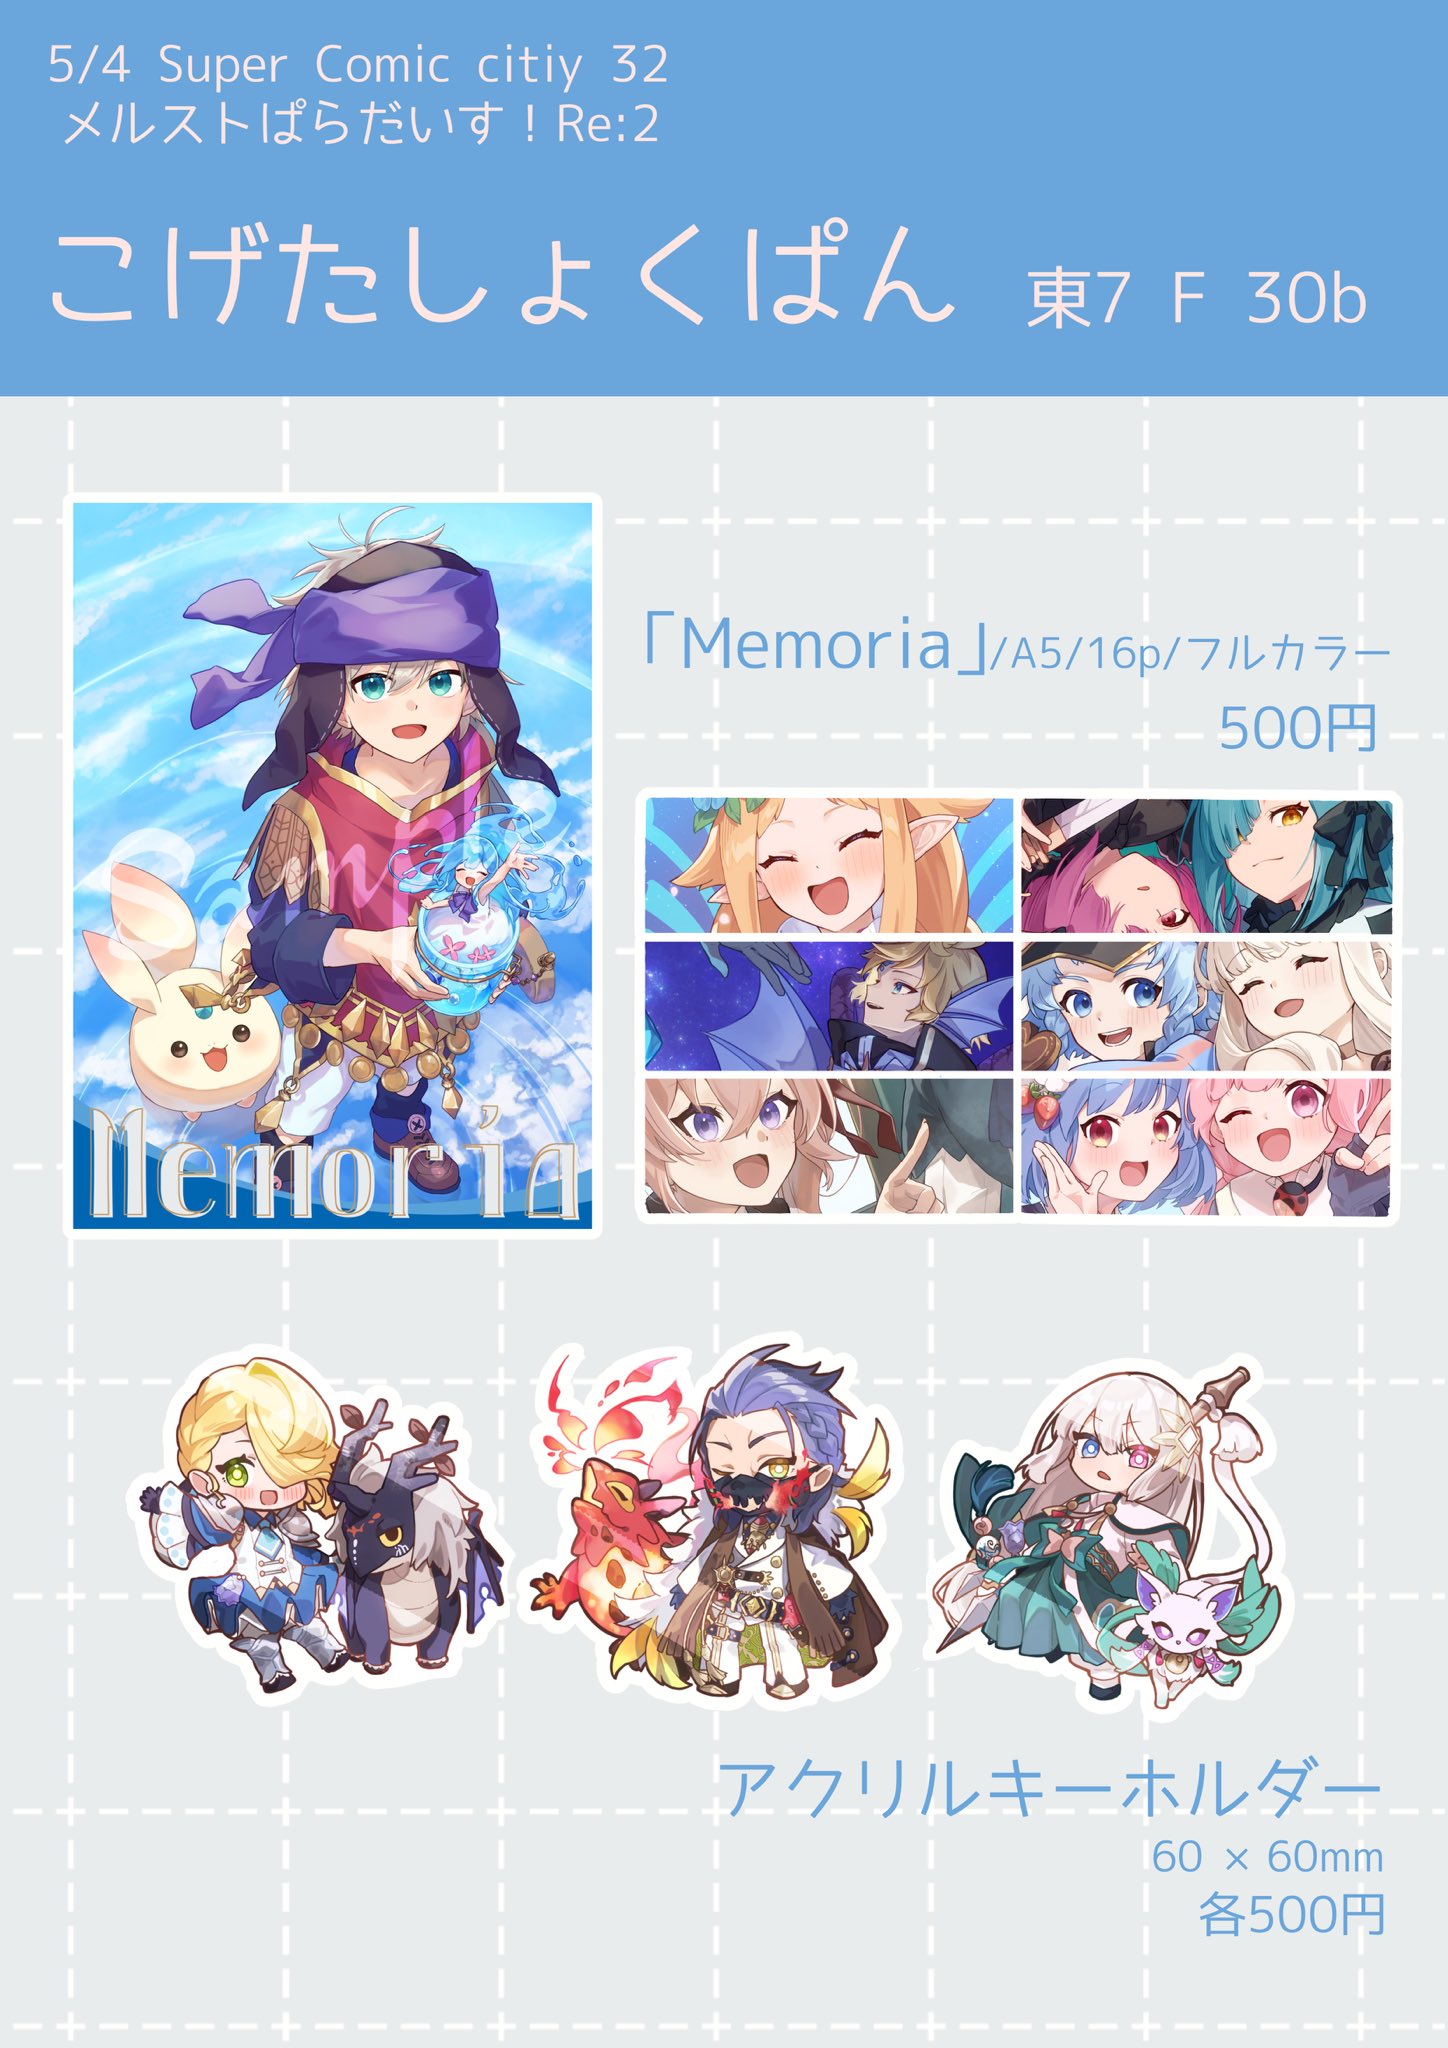 5/4 Super Comic citiy 32
メルストぱらだいす！Re:2
こげたしょくぱん 東7 F 30b
「Memoria」/A5/16p/フルカラー
500円
Sample
Memoria
アクリルキーホルダー
60 × 60mm
各500円